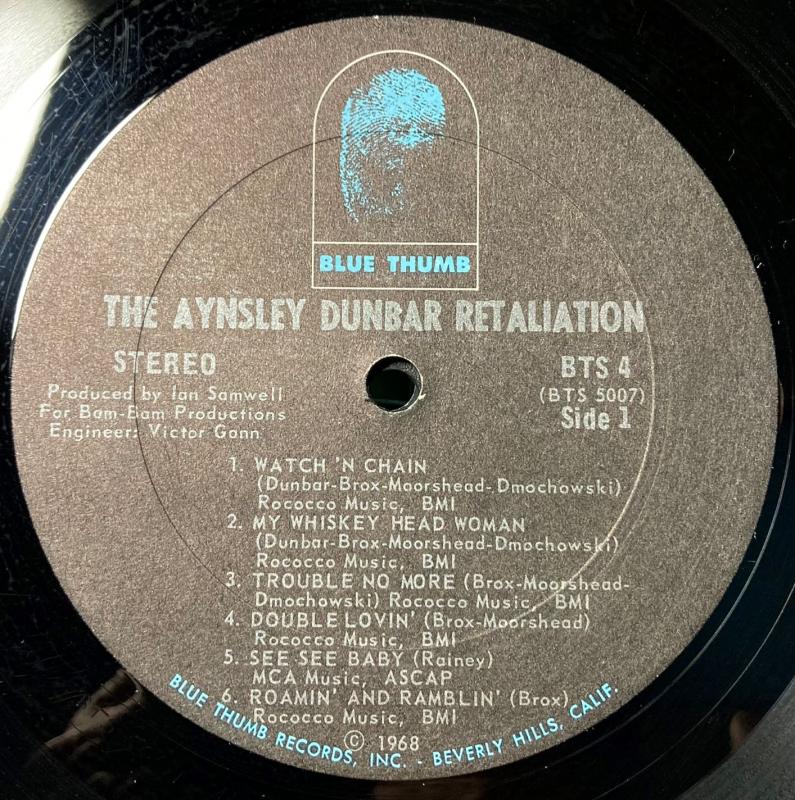 BLUE THUMB
THE AYNSLEY DUNBAR RETALIATION
STEREO
BTS 4
Produced by Ian Samwell
(BTS 5007)
For Bam-Bam Productions
Side 1
Engineer: Victor Gann
1. WATCH 'N CHAIN
(Dunbar-Brox-Moorshead-Dmochowski)
Rococco Music, BMI
2. MY WHISKEY HEAD WOMAN
(Dunbar-Brox-Moorshead-Dmochowski)
Rococco Music, BMI
3. TROUBLE NO MORE (Brox-Moorshead-
Dmochowski) Rococco Music, BMI
4. DOUBLE LOVIN' (Brox-Moorshead)
Rococco Music, BMI
5. SEE SEE BABY (Rainey)
MCA Music, ASCAP
6. ROAMIN' AND RAMBLIN' (Brox)
Rococco Music, BMI
© 1968
BLUE THUMB RECORDS, INC. - BEVERLY HILLS, CALIF.